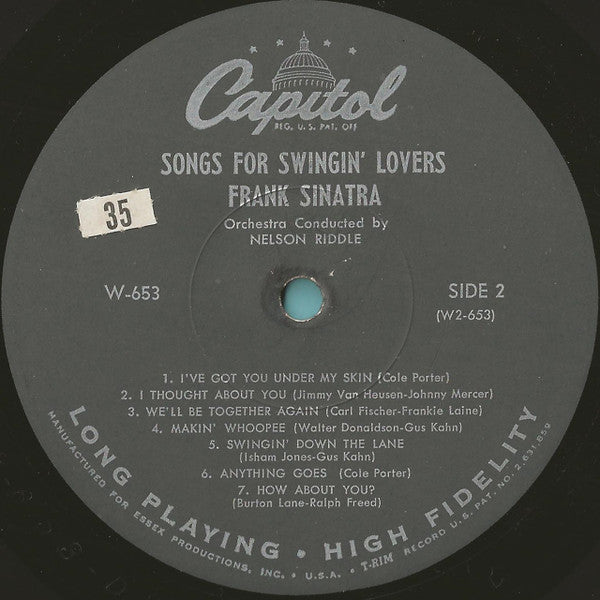 Capitol
REG. U.S. PAT. OFF
SONGS FOR SWINGIN' LOVERS
FRANK SINATRA
Orchestra Conducted by
NELSON RIDDLE
35
W-653
SIDE 2
(W2-653)
1. I'VE GOT YOU UNDER MY SKIN (Cole Porter)
2. I THOUGHT ABOUT YOU (Jimmy Van Heusen-Johnny Mercer)
3. WE'LL BE TOGETHER AGAIN (Carl Fischer-Frankie Laine)
4. MAKIN' WHOOPEE (Walter Donaldson-Gus Kahn)
5. SWINGIN' DOWN THE LANE
(Isham Jones-Gus Kahn)
6. ANYTHING GOES (Cole Porter)
7. HOW ABOUT YOU?
(Burton Lane-Ralph Freed)
LONG PLAYING • HIGH FIDELITY
MANUFACTURED FOR ESSEX PRODUCTIONS, INC. • U.S.A. • T-RIM RECORD U.S. PAT. NO. 2,631,859